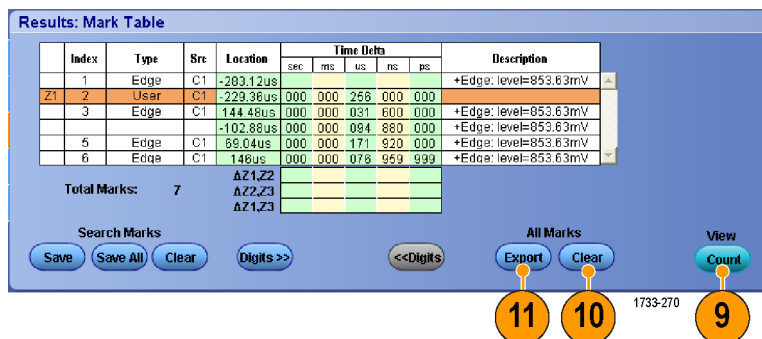 Results: Mark Table
Index Type Src Location Time Delta Description
sec ms us ns ps
1 Edge C1 -283.12us +Edge: level=853.63mV
Z1 2 User C1 -229.36us 000 000 256 000 000
3 Edge C1 144.48us 000 000 031 600 000 +Edge: level=853.63mV
-102.88us 000 000 094 880 000 +Edge: level=853.63mV
5 Edge C1 69.04us 000 000 171 920 000 +Edge: level=853.63mV
6 Edge C1 146us 000 000 076 959 999 +Edge: level=853.63mV
ΔZ1,Z2
Total Marks: 7 ΔZ2,Z3
ΔZ1,Z3
Search Marks All Marks View
Save Save All Clear Digits >> <<Digits Export Clear Count
1733-270
11 10 9